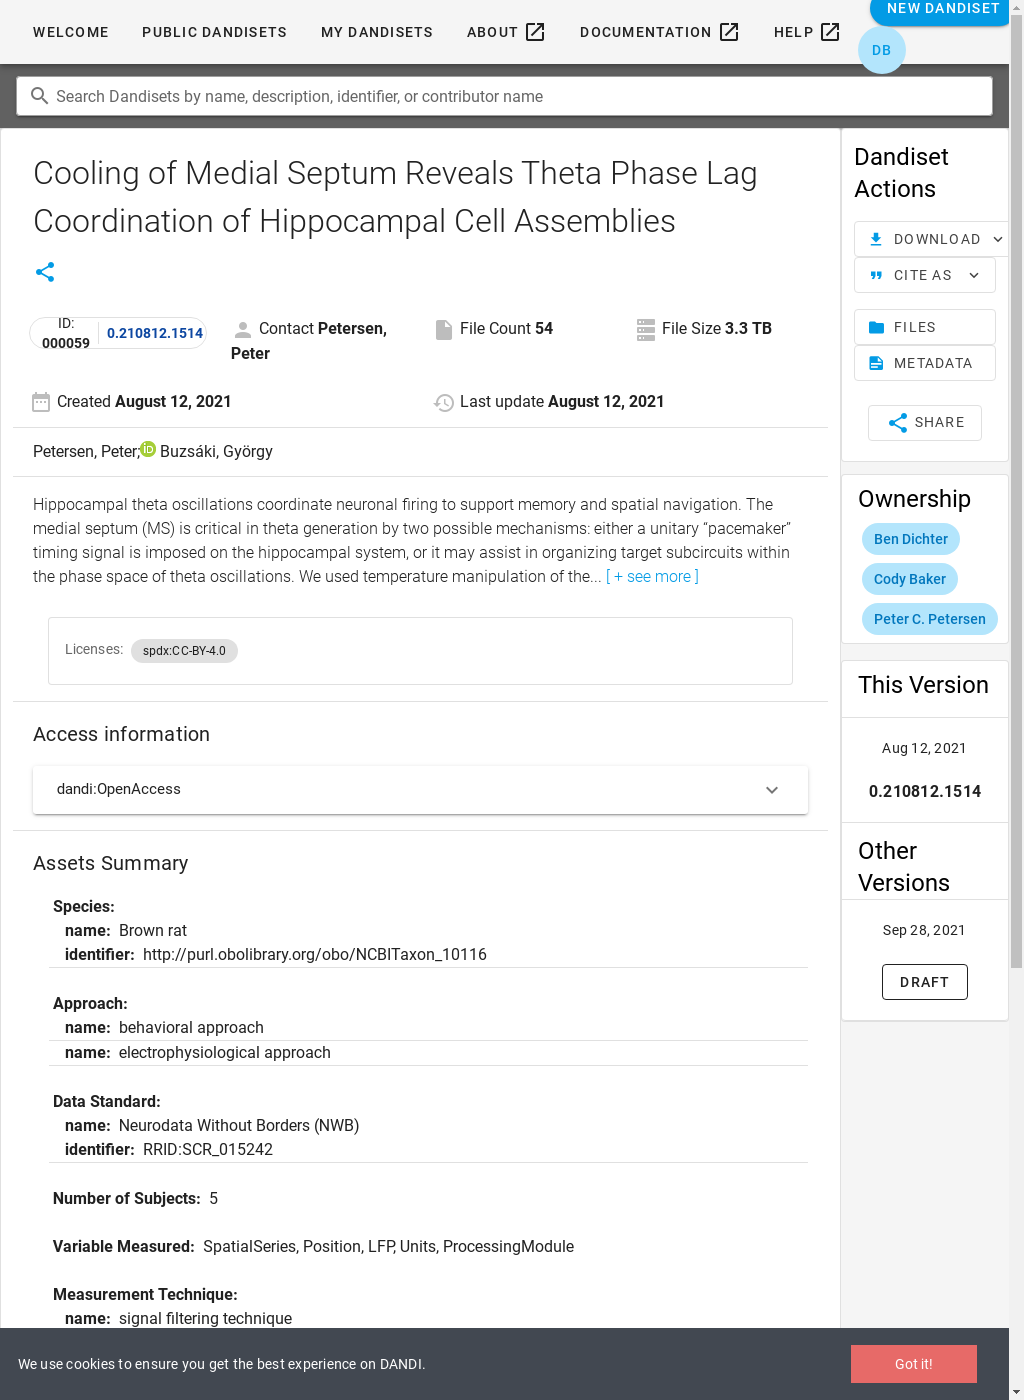 WELCOME PUBLIC DANDISETS MY DANDISETS ABOUT DOCUMENTATION HELP NEW DANDISET
DB
Search Dandisets by name, description, identifier, or contributor name
Cooling of Medial Septum Reveals Theta Phase Lag
Coordination of Hippocampal Cell Assemblies
ID:
000059
0.210812.1514
Contact Petersen,
Peter
File Count 54
File Size 3.3 TB
Created August 12, 2021
Last update August 12, 2021
Petersen, Peter; Buzsáki, György
Hippocampal theta oscillations coordinate neuronal firing to support memory and spatial navigation. The
medial septum (MS) is critical in theta generation by two possible mechanisms: either a unitary “pacemaker”
timing signal is imposed on the hippocampal system, or it may assist in organizing target subcircuits within
the phase space of theta oscillations. We used temperature manipulation of the... [ + see more ]
Licenses: spdx:CC-BY-4.0
Access information
dandi:OpenAccess
Assets Summary
Species:
name: Brown rat
identifier: http://purl.obolibrary.org/obo/NCBITaxon_10116
Approach:
name: behavioral approach
name: electrophysiological approach
Data Standard:
name: Neurodata Without Borders (NWB)
identifier: RRID:SCR_015242
Number of Subjects: 5
Variable Measured: SpatialSeries, Position, LFP, Units, ProcessingModule
Measurement Technique:
name: signal filtering technique
Dandiset
Actions
DOWNLOAD
CITE AS
FILES
METADATA
SHARE
Ownership
Ben Dichter
Cody Baker
Peter C. Petersen
This Version
Aug 12, 2021
0.210812.1514
Other
Versions
Sep 28, 2021
DRAFT
We use cookies to ensure you get the best experience on DANDI.
Got it!